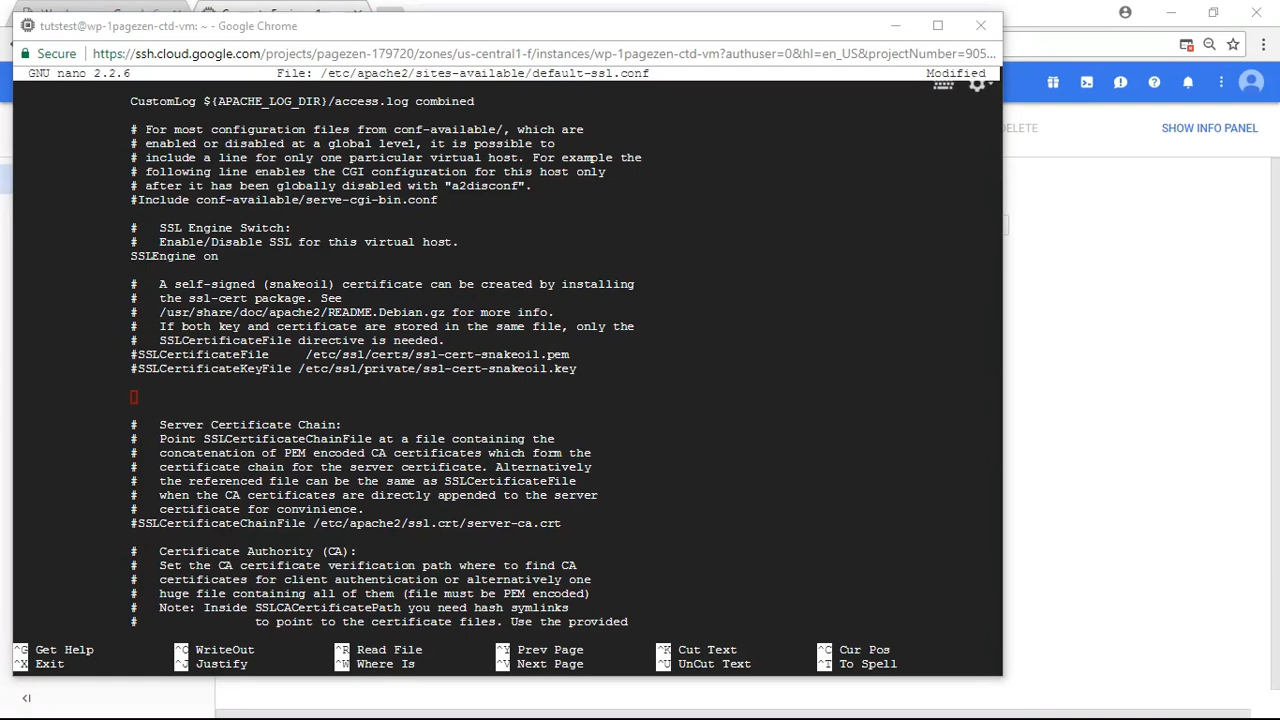 tutstest@wp-1pagezen-ctd-vm: ~ - Google Chrome
Secure https://ssh.cloud.google.com/projects/pagezen-179720/zones/us-central1-f/instances/wp-1pagezen-ctd-vm?authuser=0&hl=en_US&projectNumber=905...
GNU nano 2.2.6 File: /etc/apache2/sites-available/default-ssl.conf Modified
CustomLog ${APACHE_LOG_DIR}/access.log combined
# For most configuration files from conf-available/, which are
# enabled or disabled at a global level, it is possible to
# include a line for only one particular virtual host. For example the
# following line enables the CGI configuration for this host only
# after it has been globally disabled with "a2disconf".
#Include conf-available/serve-cgi-bin.conf
# SSL Engine Switch:
# Enable/Disable SSL for this virtual host.
SSLEngine on
# A self-signed (snakeoil) certificate can be created by installing
# the ssl-cert package. See
# /usr/share/doc/apache2/README.Debian.gz for more info.
# If both key and certificate are stored in the same file, only the
# SSLCertificateFile directive is needed.
#SSLCertificateFile /etc/ssl/certs/ssl-cert-snakeoil.pem
#SSLCertificateKeyFile /etc/ssl/private/ssl-cert-snakeoil.key
# Server Certificate Chain:
# Point SSLCertificateChainFile at a file containing the
# concatenation of PEM encoded CA certificates which form the
# certificate chain for the server certificate. Alternatively
# the referenced file can be the same as SSLCertificateFile
# when the CA certificates are directly appended to the server
# certificate for convinience.
#SSLCertificateChainFile /etc/apache2/ssl.crt/server-ca.crt
# Certificate Authority (CA):
# Set the CA certificate verification path where to find CA
# certificates for client authentication or alternatively one
# huge file containing all of them (file must be PEM encoded)
# Note: Inside SSLCACertificatePath you need hash symlinks
# to point to the certificate files. Use the provided
^G Get Help ^O WriteOut ^R Read File ^Y Prev Page ^K Cut Text ^C Cur Pos
^X Exit ^J Justify ^W Where Is ^V Next Page ^U UnCut Text ^T To Spell
DELETE SHOW INFO PANEL